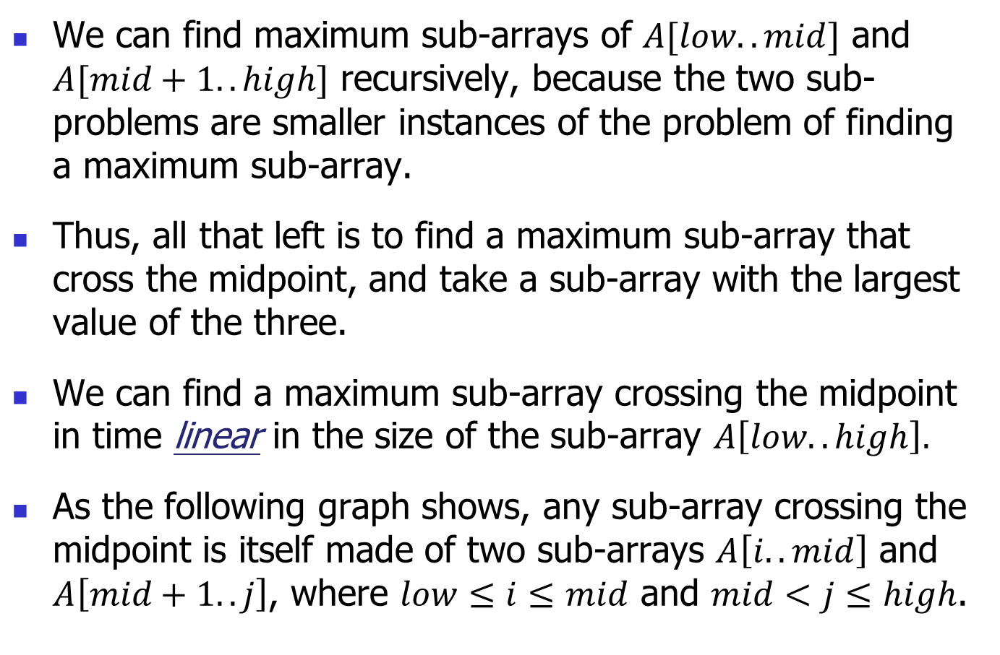 ▪ We can find maximum sub-arrays of A[low..mid] and
A[mid + 1..high] recursively, because the two sub-
problems are smaller instances of the problem of finding
a maximum sub-array.
▪ Thus, all that left is to find a maximum sub-array that
cross the midpoint, and take a sub-array with the largest
value of the three.
▪ We can find a maximum sub-array crossing the midpoint
in time linear in the size of the sub-array A[low..high].
▪ As the following graph shows, any sub-array crossing the
midpoint is itself made of two sub-arrays A[i..mid] and
A[mid + 1..j], where low ≤ i ≤ mid and mid < j ≤ high.